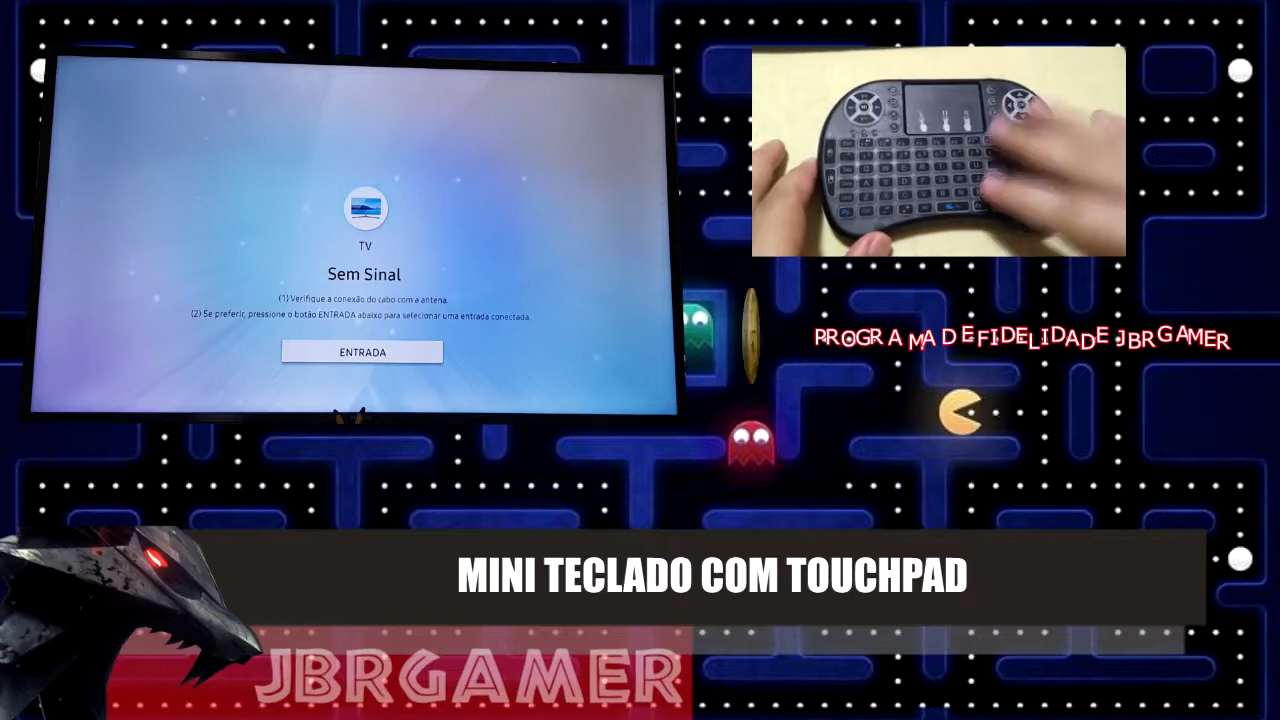 TV
Sem Sinal
(1) Verifique a conexão do cabo com a antena.
(2) Se preferir, pressione o botão ENTRADA abaixo para selecionar uma entrada conectada.
ENTRADA
PROGRAMA DE FIDELIDADE JBRGAMER
MINI TECLADO COM TOUCHPAD
JBRGAMER